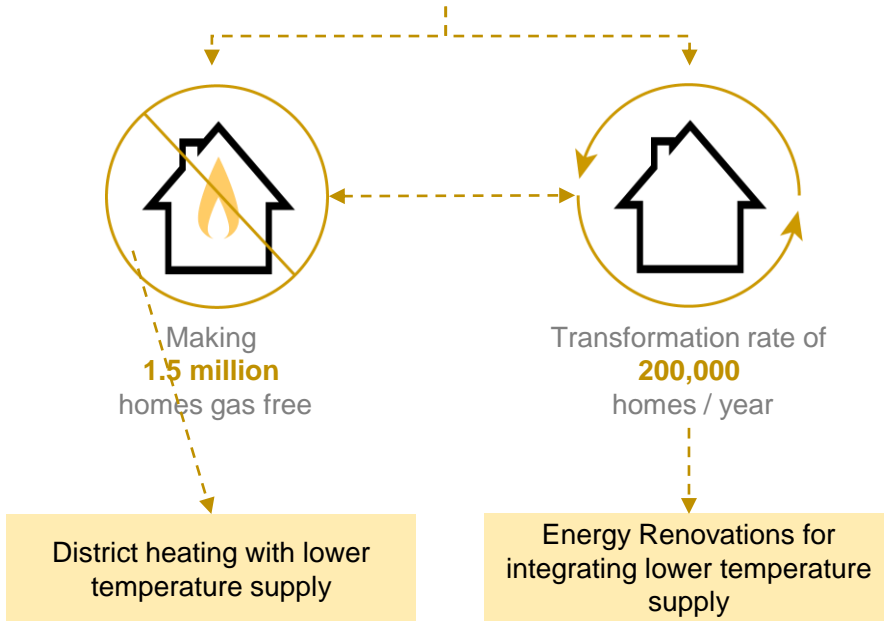 Making
1.5 million
homes gas free
Transformation rate of
200,000
homes / year
District heating with lower
temperature supply
Energy Renovations for
integrating lower temperature
supply